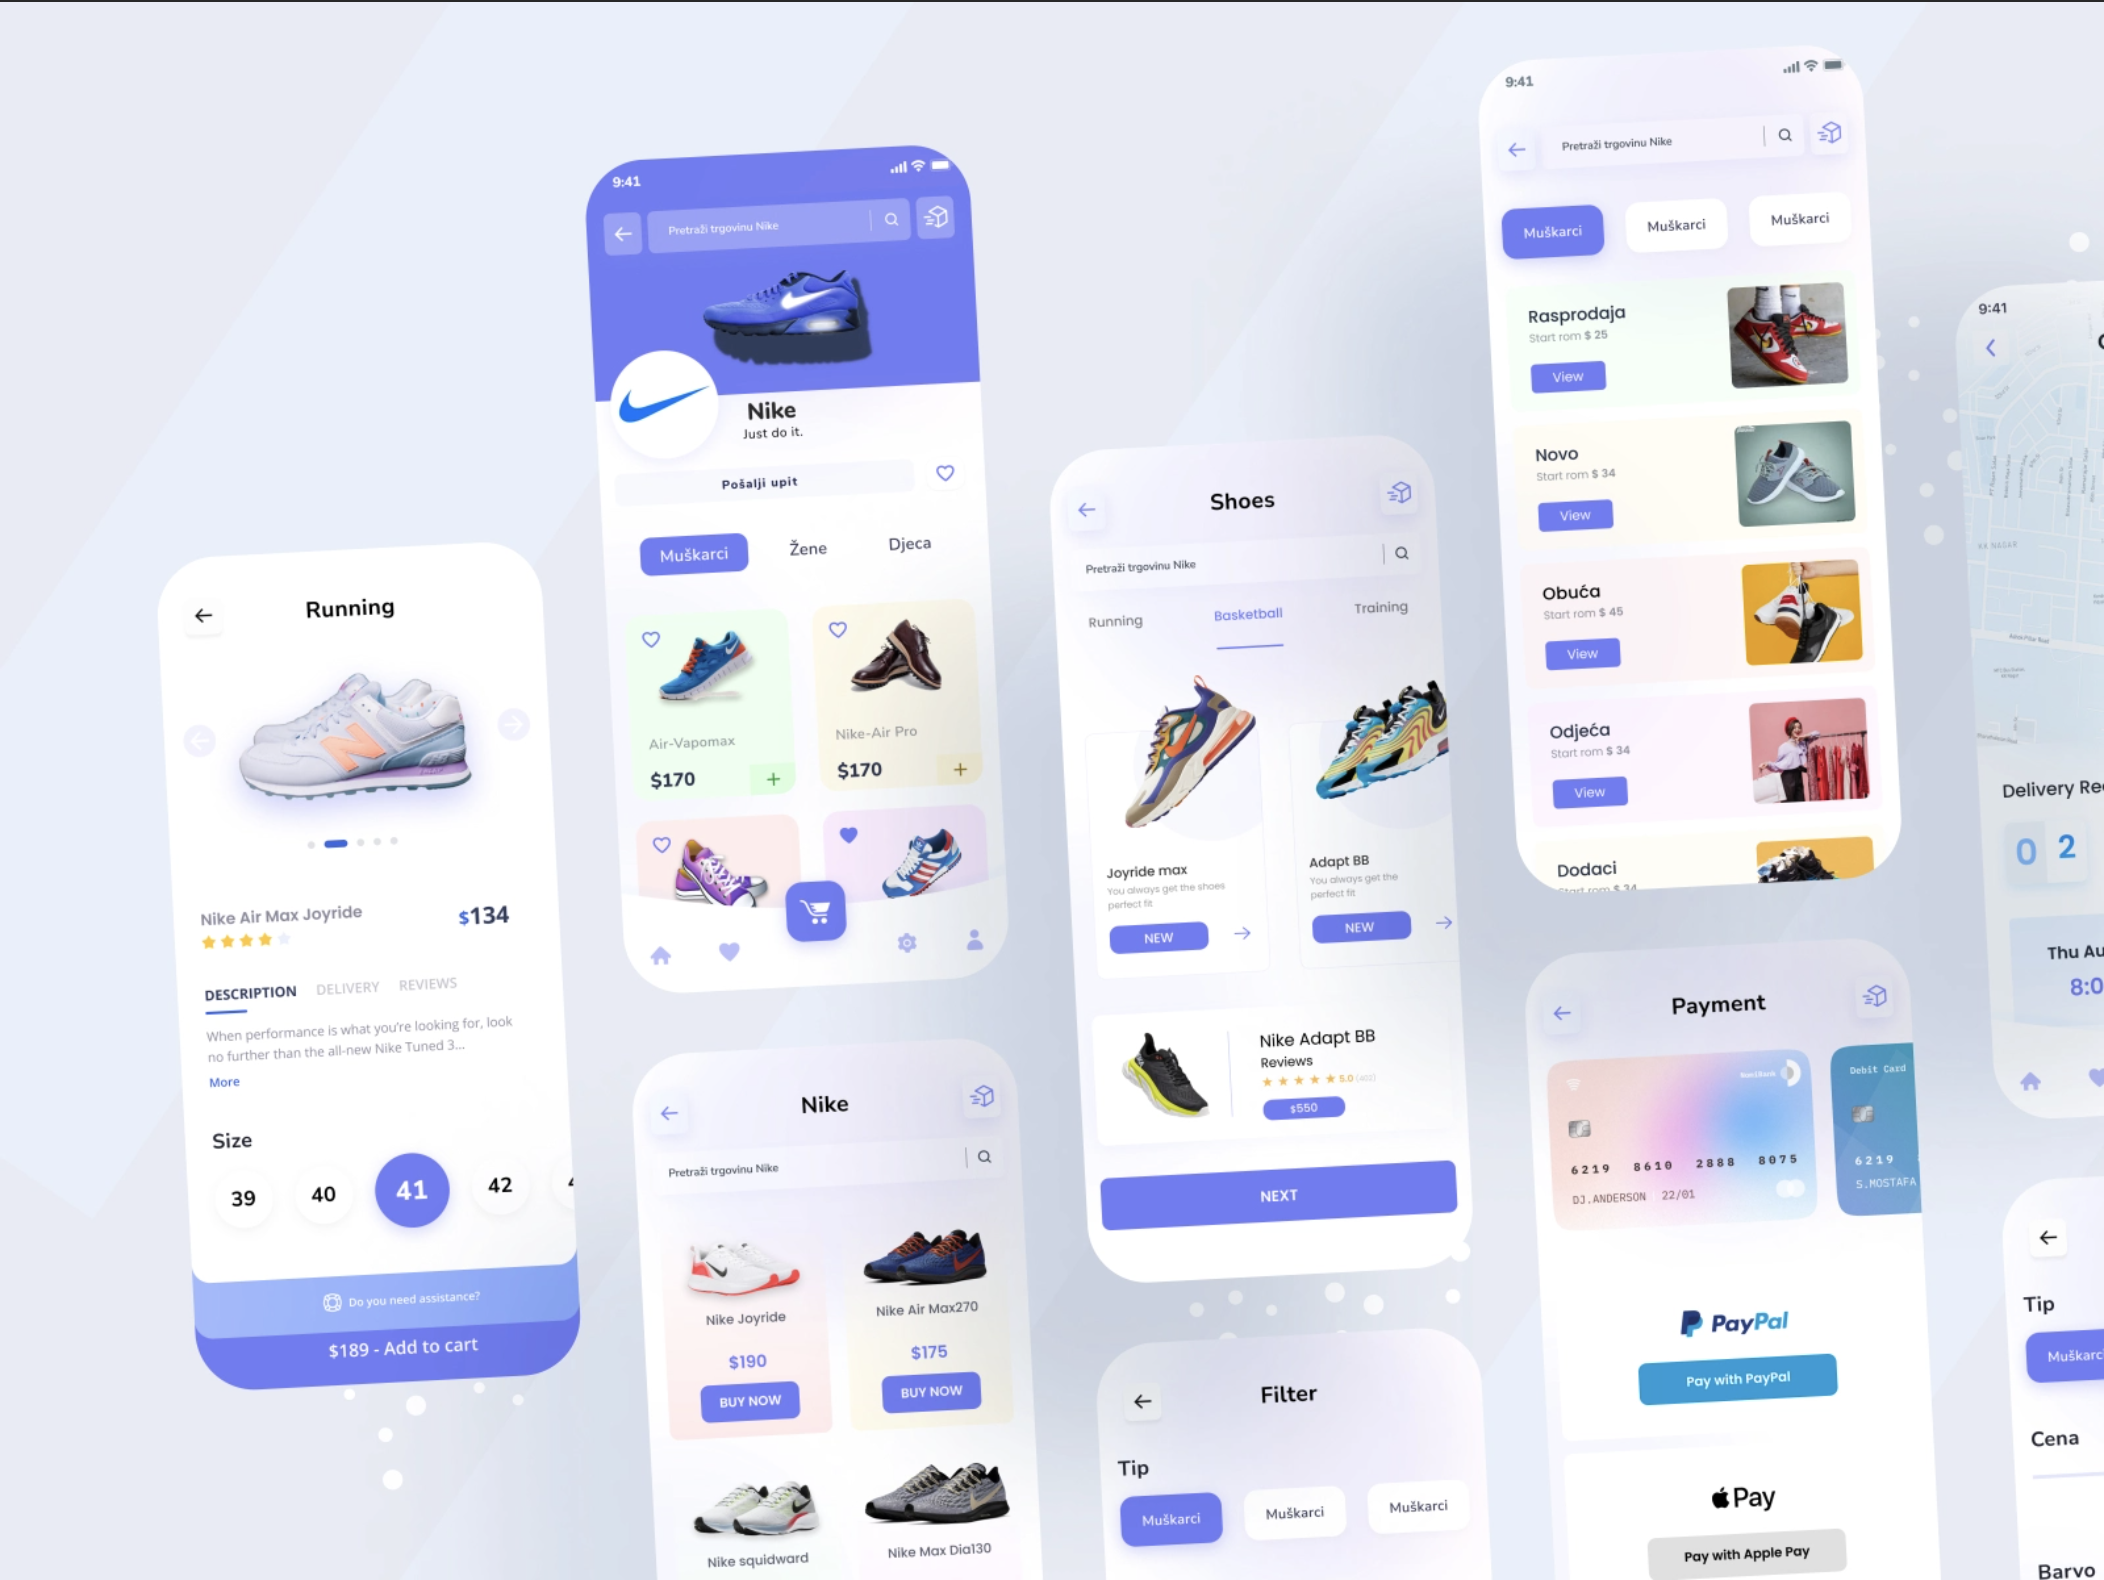 Running
Nike Air Max Joyride
$134
DESCRIPTION DELIVERY REVIEWS
When performance is what you're looking for, look
no further than the all-new Nike Tuned 3...
More
Size
39 40 41 42
Do you need assistance?
$189 - Add to cart
9:41
Pretraži trgovinu Nike
Nike
Just do it.
Pošalji upit
Muškarci Žene Djeca
Air-Vapomax
$170 +
Nike-Air Pro
$170 +
Nike
Pretraži trgovinu Nike
Nike Joyride
$190
BUY NOW
Nike Air Max270
$175
BUY NOW
Nike squidward
Nike Max Dia130
Shoes
Pretraži trgovinu Nike
Running Basketball Training
Joyride max
You always get the shoes
perfect fit
NEW
Adapt BB
You always get the
perfect fit
NEW
Nike Adapt BB
Reviews
5.0 (402)
$550
NEXT
Filter
Tip
Muškarci Muškarci Muškarci
9:41
Pretraži trgovinu Nike
Muškarci Muškarci Muškarci
Rasprodaja
Start rom $ 25
View
Novo
Start rom $ 34
View
Obuća
Start rom $ 45
View
Odjeća
Start rom $ 34
View
Dodaci
Start rom $ 34
Payment
6219 8610 2888 8075
DJ.ANDERSON 22/01
Debit Card
6219
S.MOSTAFA
PayPal
Pay with PayPal
Pay
Pay with Apple Pay
9:41
Delivery
0 2
Thu
8:0
Tip
Cena
Barvo